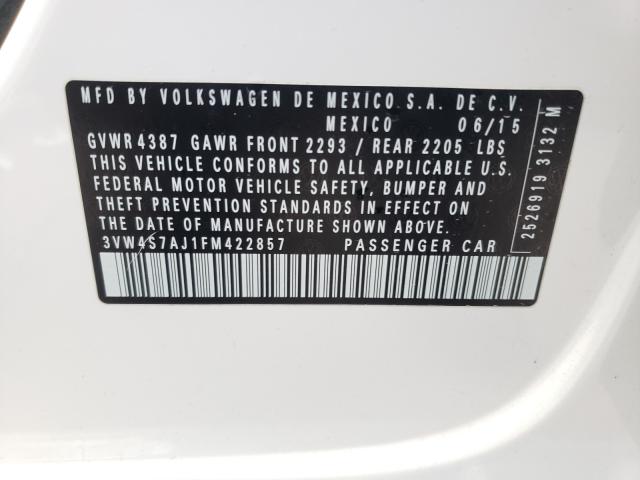 MFD BY VOLKSWAGEN DE MEXICO S.A. DE C.V.
MEXICO 06/15
GVWR 4387 GAWR FRONT 2293 / REAR 2205 LBS
THIS VEHICLE CONFORMS TO ALL APPLICABLE U.S.
FEDERAL MOTOR VEHICLE SAFETY, BUMPER AND
THEFT PREVENTION STANDARDS IN EFFECT ON
THE DATE OF MANUFACTURE SHOWN ABOVE.
3VW4S7AJ1FM422857 PASSENGER CAR
2526919 3132 M